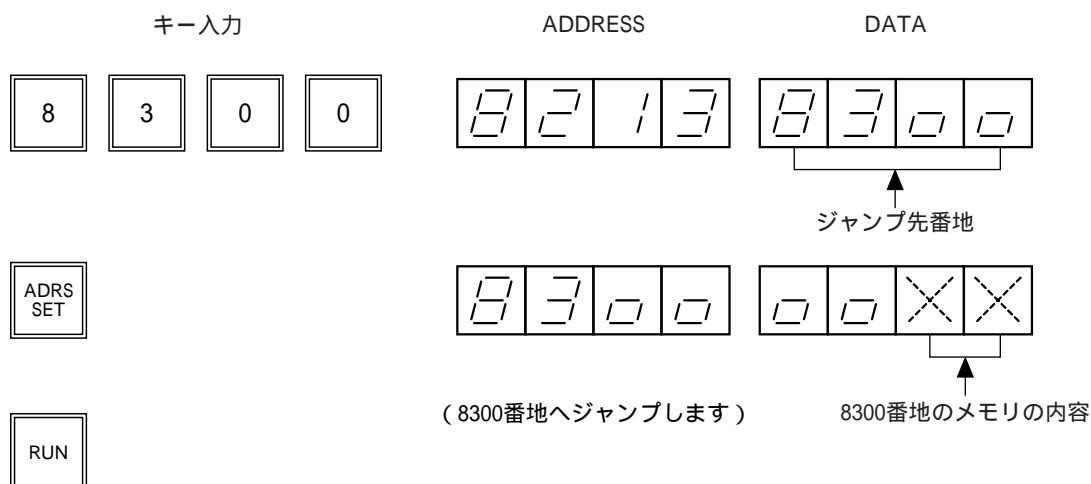 キー入力 ADDRESS DATA
8 3 0 0 8213 8300
ジャンプ先番地
ADRS SET 8300 00××
(8300番地へジャンプします) 8300番地のメモリの内容
RUN